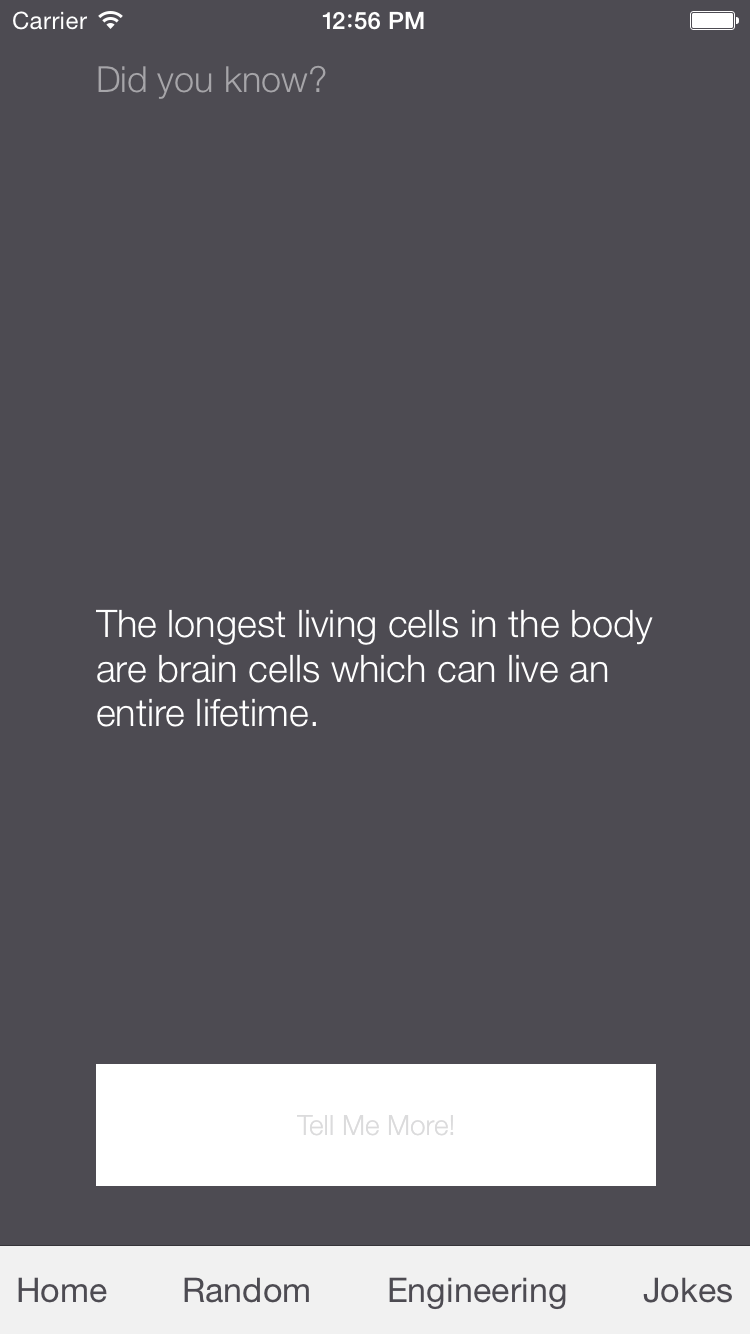 Carrier 12:56 PM
Did you know?
The longest living cells in the body
are brain cells which can live an
entire lifetime.
Tell Me More!
Home Random Engineering Jokes